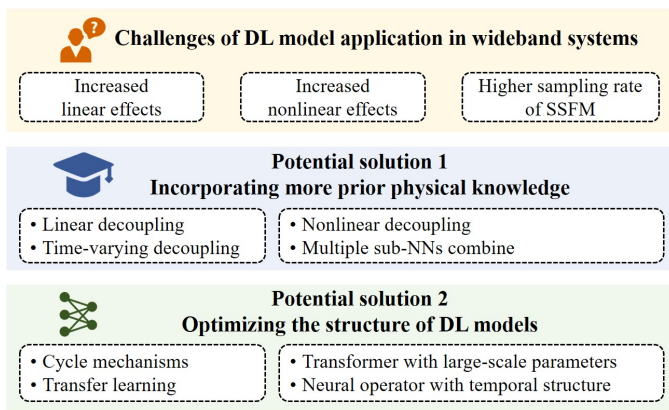 ?
Challenges of DL model application in wideband systems
Increased
linear effects
Increased
nonlinear effects
Higher sampling rate
of SSFM
Potential solution 1
Incorporating more prior physical knowledge
• Linear decoupling
• Time-varying decoupling
• Nonlinear decoupling
• Multiple sub-NNs combine
Potential solution 2
Optimizing the structure of DL models
• Cycle mechanisms
• Transfer learning
• Transformer with large-scale parameters
• Neural operator with temporal structure